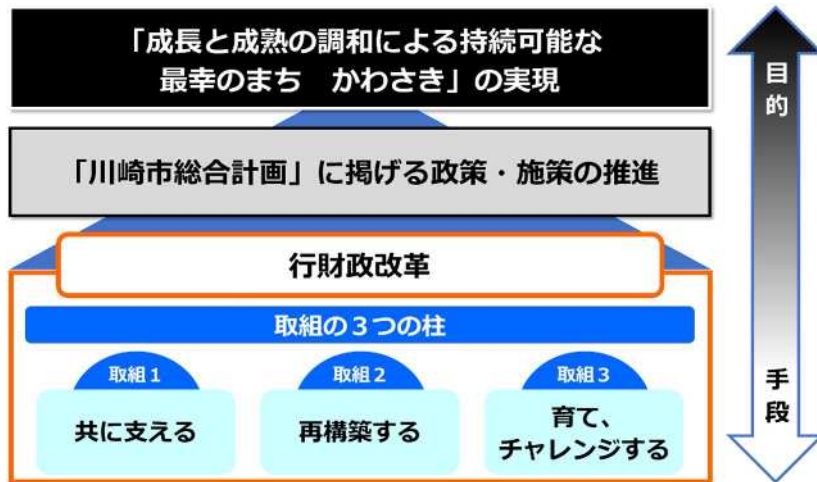 「成長と成熟の調和による持続可能な
最幸のまち　かわさき」の実現
「川崎市総合計画」に掲げる政策・施策の推進
行財政改革
取組の３つの柱
取組１
共に支える
取組２
再構築する
取組３
育て、
チャレンジする
目的
手段